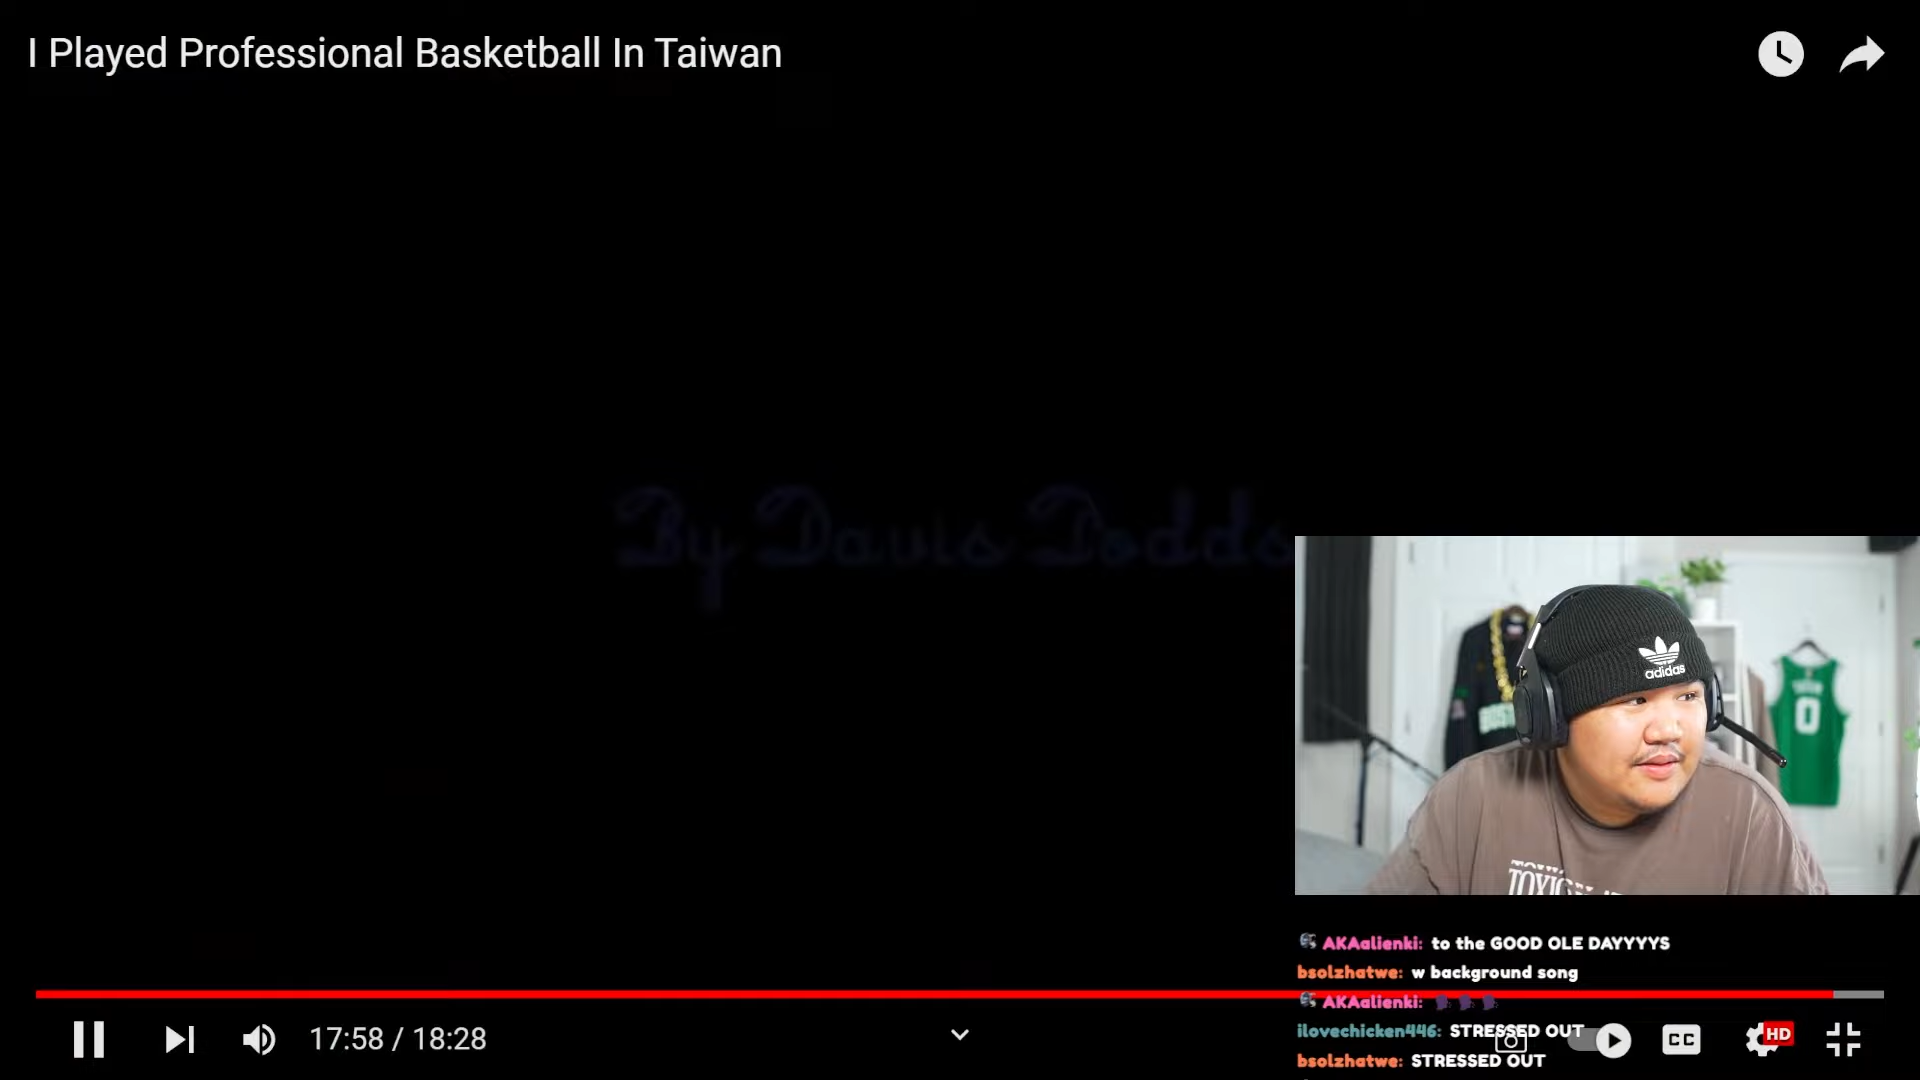 I Played Professional Basketball In Taiwan
By Davis Dodds
adidas
0
AKAalienki: to the GOOD OLE DAYYYYS
bsolzhatwe: w background song
AKAalienki:
ilovechicken446: STRESSED OUT
bsolzhatwe: STRESSED OUT
17:58 / 18:28
CC
HD